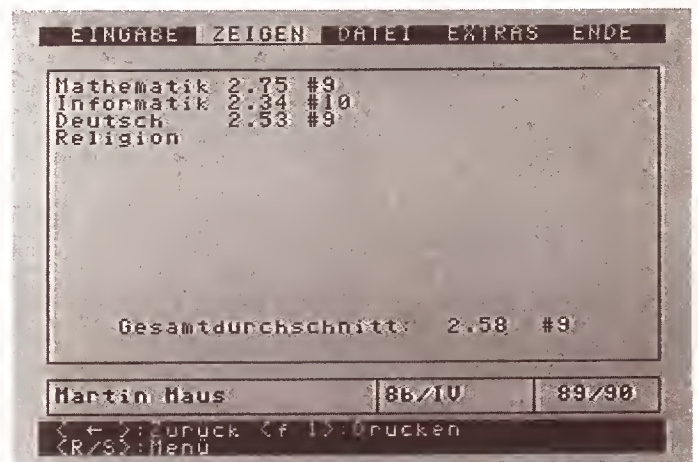 EINGABE ZEIGEN DATEI EXTRAS ENDE
Mathematik 2.75 #9
Informatik 2.34 #10
Deutsch 2.53 #9
Religion
Gesamtdurchschnitt: 2.58 #9
Martin Maus 86/IV 89/90
< ← >:Zurück <f 1>:Drucken
<R/S>:Menü